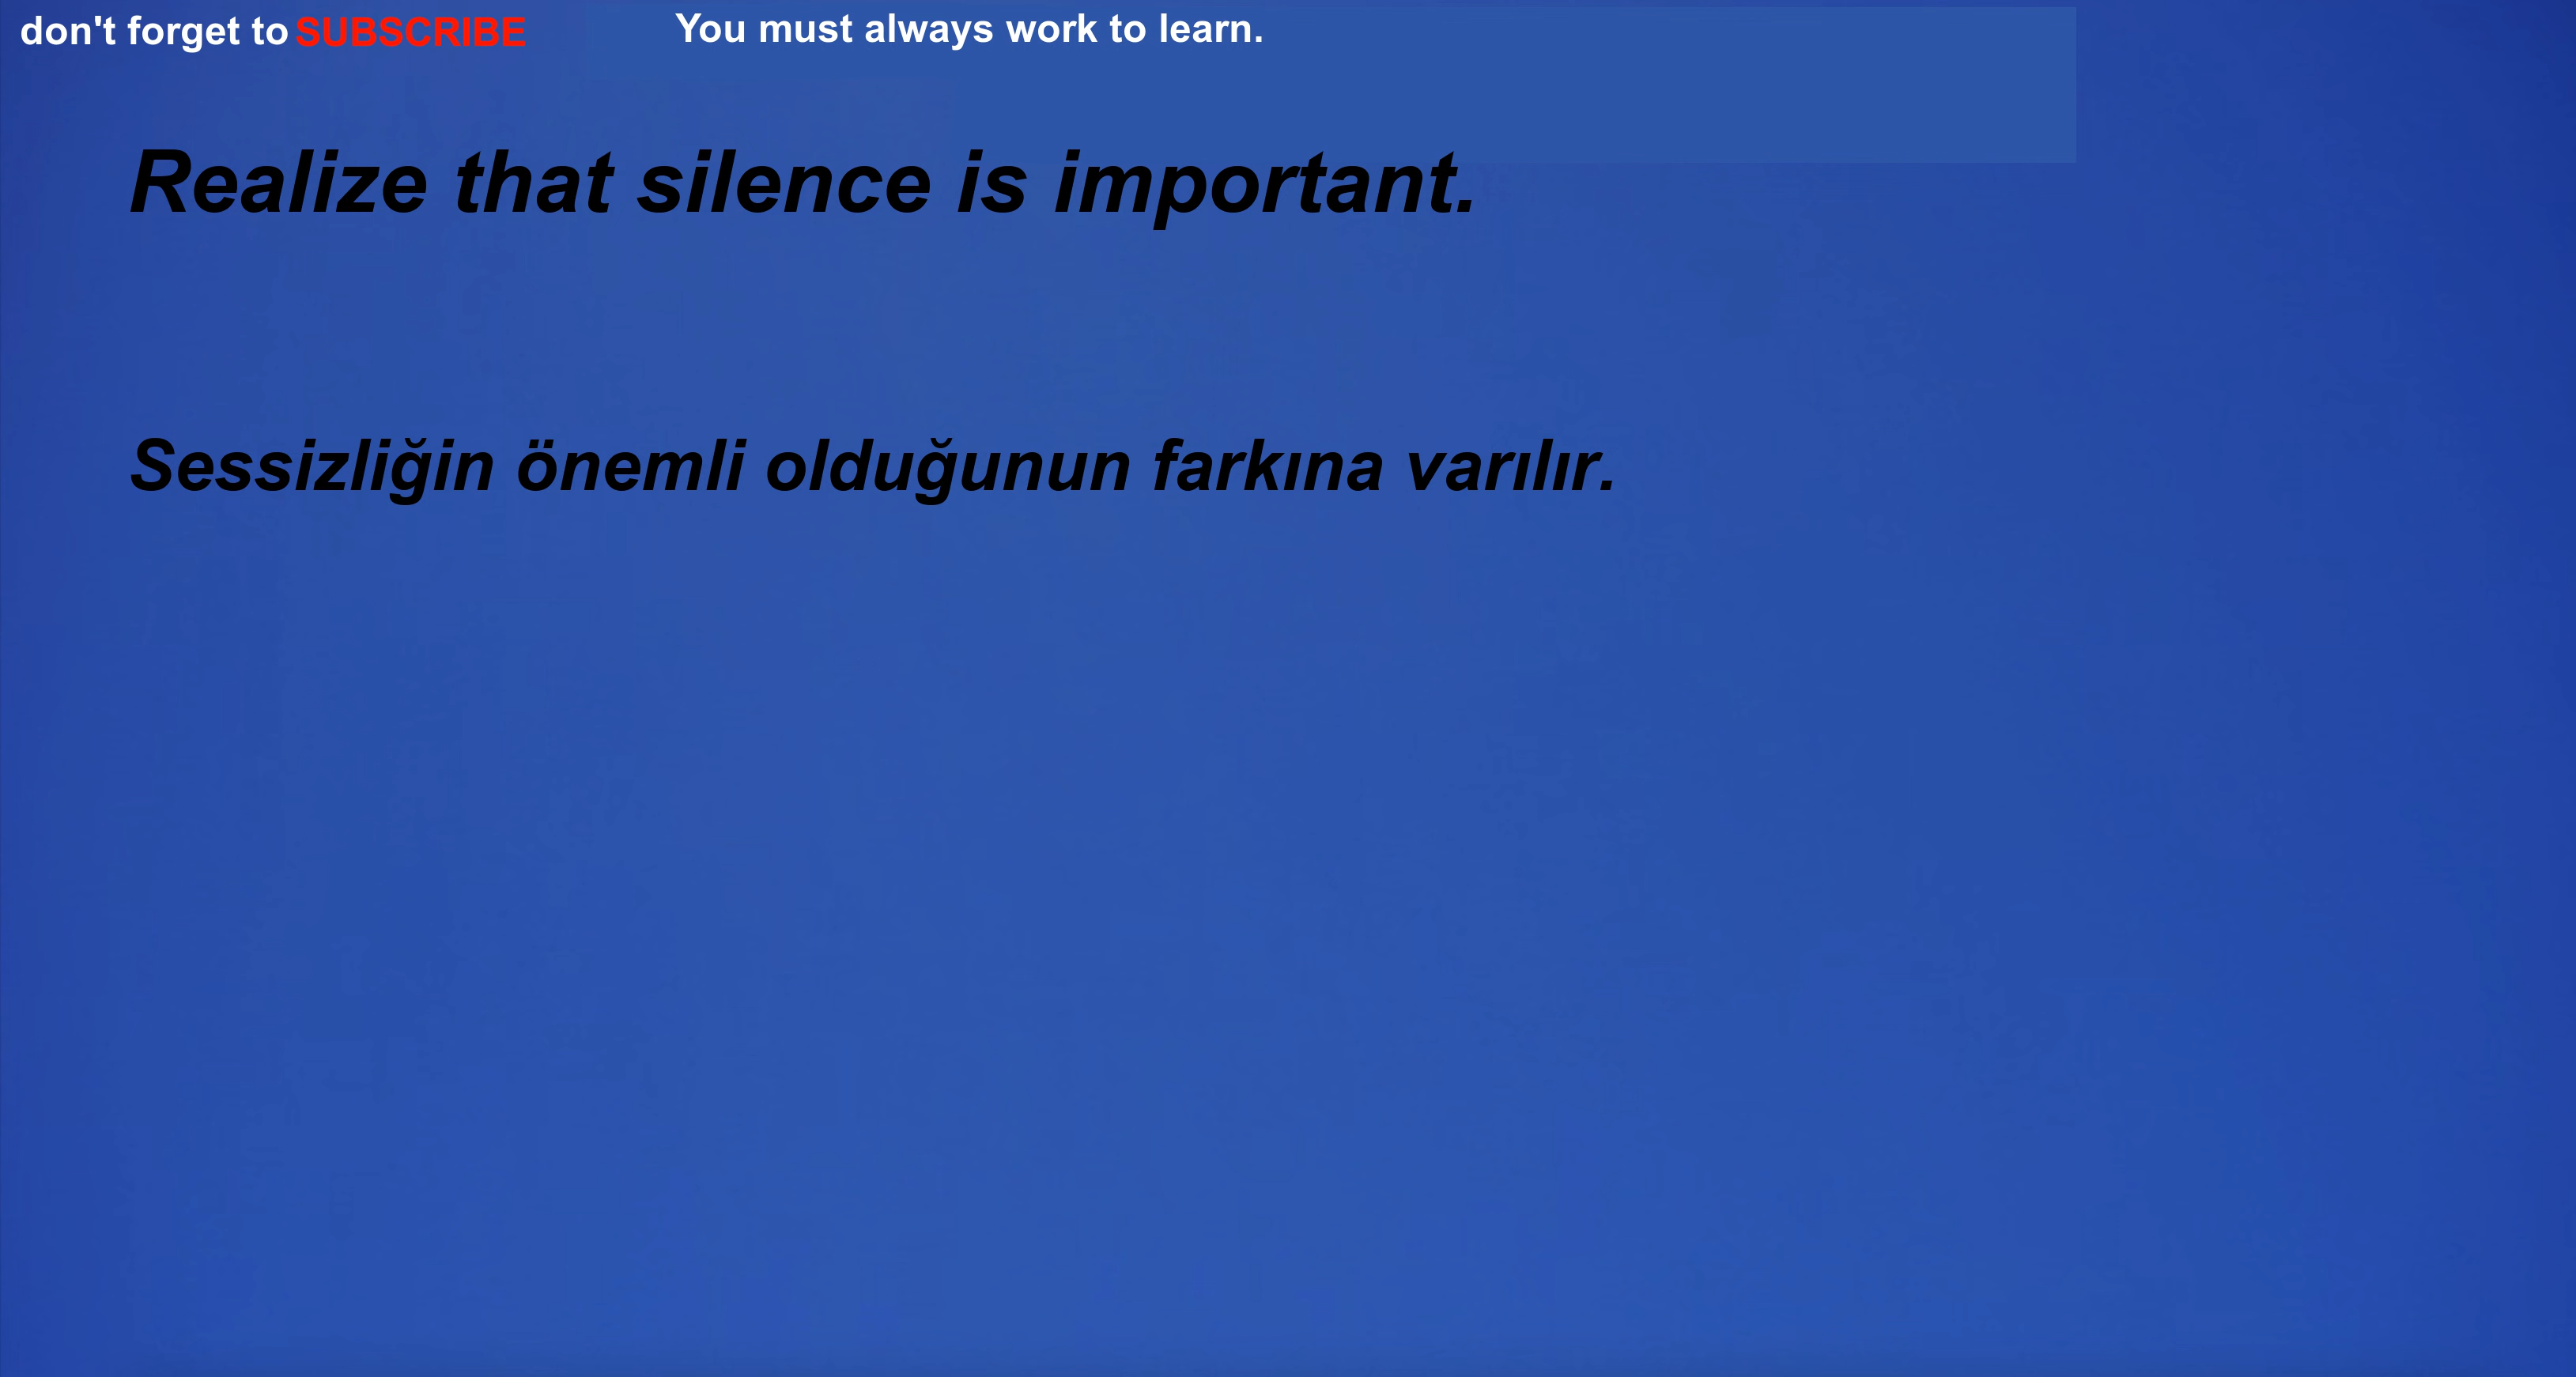 don't forget to SUBSCRIBE
You must always work to learn.
Realize that silence is important.
Sessizliğin önemli olduğunun farkına varılır.